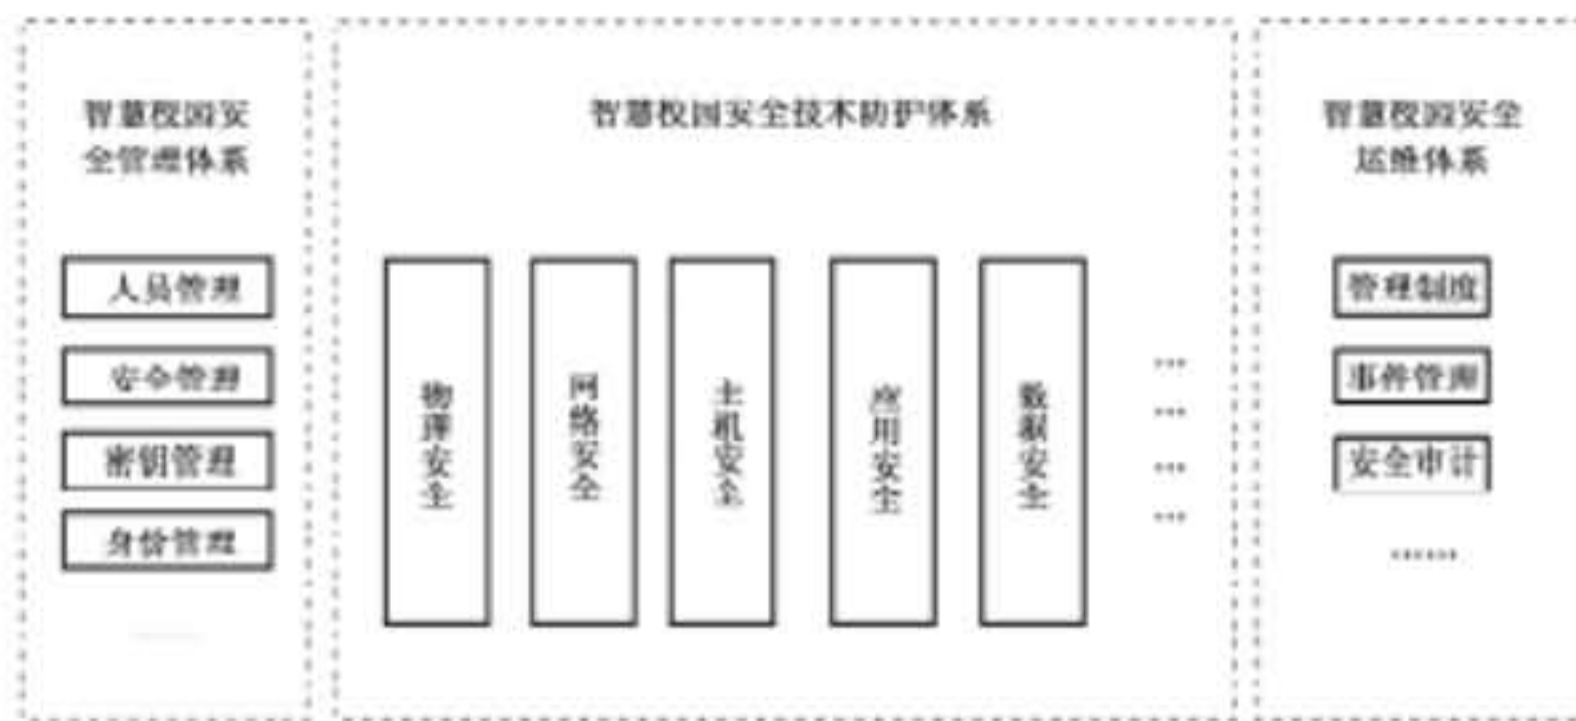 智慧校园安
全管理体系
人员管理
安全管理
密钥管理
身份管理
智慧校园安全技术防护体系
物理安全
网络安全
主机安全
应用安全
数据安全
…
…
…
…
智慧校园安全
运维体系
管理制度
事件管理
安全审计
……